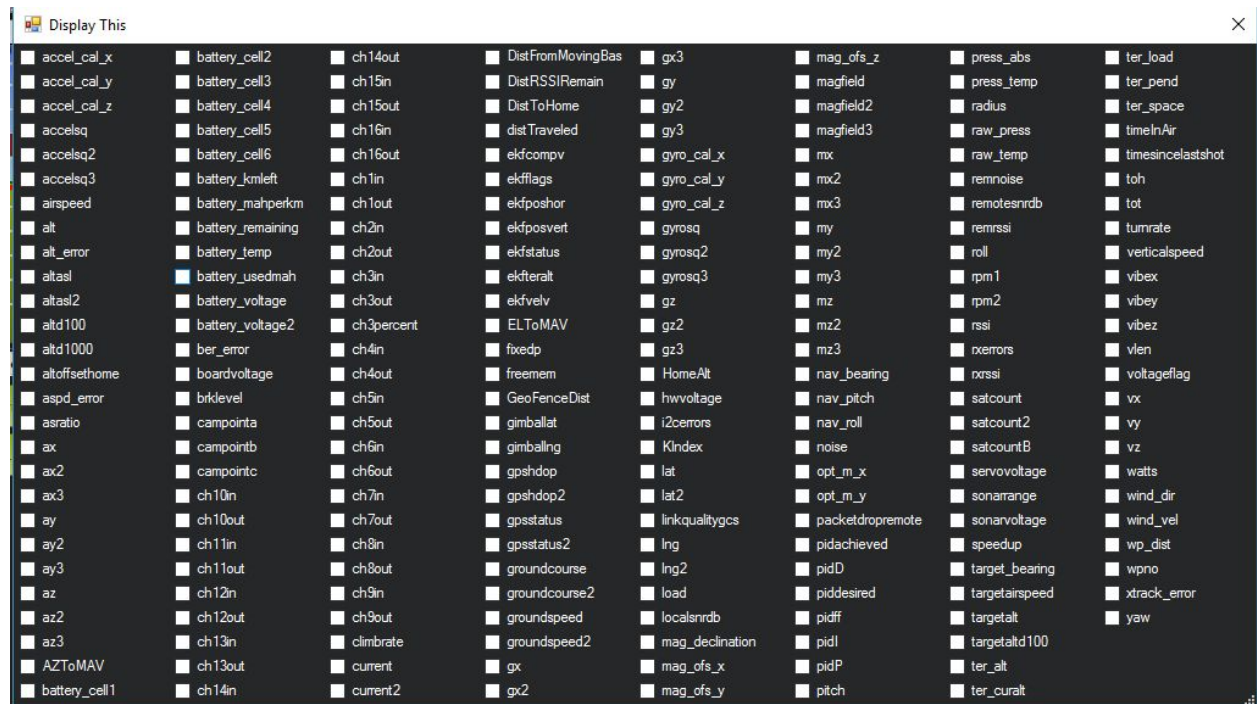 Display This
accel_cal_x
accel_cal_y
accel_cal_z
accelsq
accelsq2
accelsq3
airspeed
alt
alt_error
altasl
altasl2
altd100
altd1000
altoffsethome
aspd_error
asratio
ax
ax2
ax3
ay
ay2
ay3
az
az2
az3
AZToMAV
battery_cell1
battery_cell2
battery_cell3
battery_cell4
battery_cell5
battery_cell6
battery_kmleft
battery_mahperkm
battery_remaining
battery_temp
battery_usedmah
battery_voltage
battery_voltage2
ber_error
boardvoltage
brklevel
campointa
campointb
campointc
ch10in
ch10out
ch11in
ch11out
ch12in
ch12out
ch13in
ch13out
ch14in
ch14out
ch15in
ch15out
ch16in
ch16out
ch1in
ch1out
ch2in
ch2out
ch3in
ch3out
ch3percent
ch4in
ch4out
ch5in
ch5out
ch6in
ch6out
ch7in
ch7out
ch8in
ch8out
ch9in
ch9out
climbrate
current
current2
DistFromMovingBas
DistRSSIRemain
DistToHome
distTraveled
ekfcompv
ekfflags
ekfposhor
ekfposvert
ekfstatus
ekfteralt
ekfvelv
ELToMAV
fixedp
freemem
GeoFenceDist
gimballat
gimballng
gpshdop
gpshdop2
gpsstatus
gpsstatus2
groundcourse
groundcourse2
groundspeed
groundspeed2
gx
gx2
gx3
gy
gy2
gy3
gyro_cal_x
gyro_cal_y
gyro_cal_z
gyrosq
gyrosq2
gyrosq3
gz
gz2
gz3
HomeAlt
hwvoltage
i2cerrors
KIndex
lat
lat2
linkqualitygcs
lng
lng2
load
localsnrdb
mag_declination
mag_ofs_x
mag_ofs_y
mag_ofs_z
magfield
magfield2
magfield3
mx
mx2
mx3
my
my2
my3
mz
mz2
mz3
nav_bearing
nav_pitch
nav_roll
noise
opt_m_x
opt_m_y
packetdropremote
pidachieved
pidD
piddesired
pidff
pidI
pidP
pitch
press_abs
press_temp
radius
raw_press
raw_temp
remnoise
remotesnrdb
remrssi
roll
rpm1
rpm2
rssi
rxerrors
rxrssi
satcount
satcount2
satcountB
servovoltage
sonarrange
sonarvoltage
speedup
target_bearing
targetairspeed
targetalt
targetaltd100
ter_alt
ter_curalt
ter_load
ter_pend
ter_space
timeInAir
timesincelastshot
toh
tot
turnrate
verticalspeed
vibex
vibey
vibez
vlen
voltageflag
vx
vy
vz
watts
wind_dir
wind_vel
wp_dist
wpno
xtrack_error
yaw